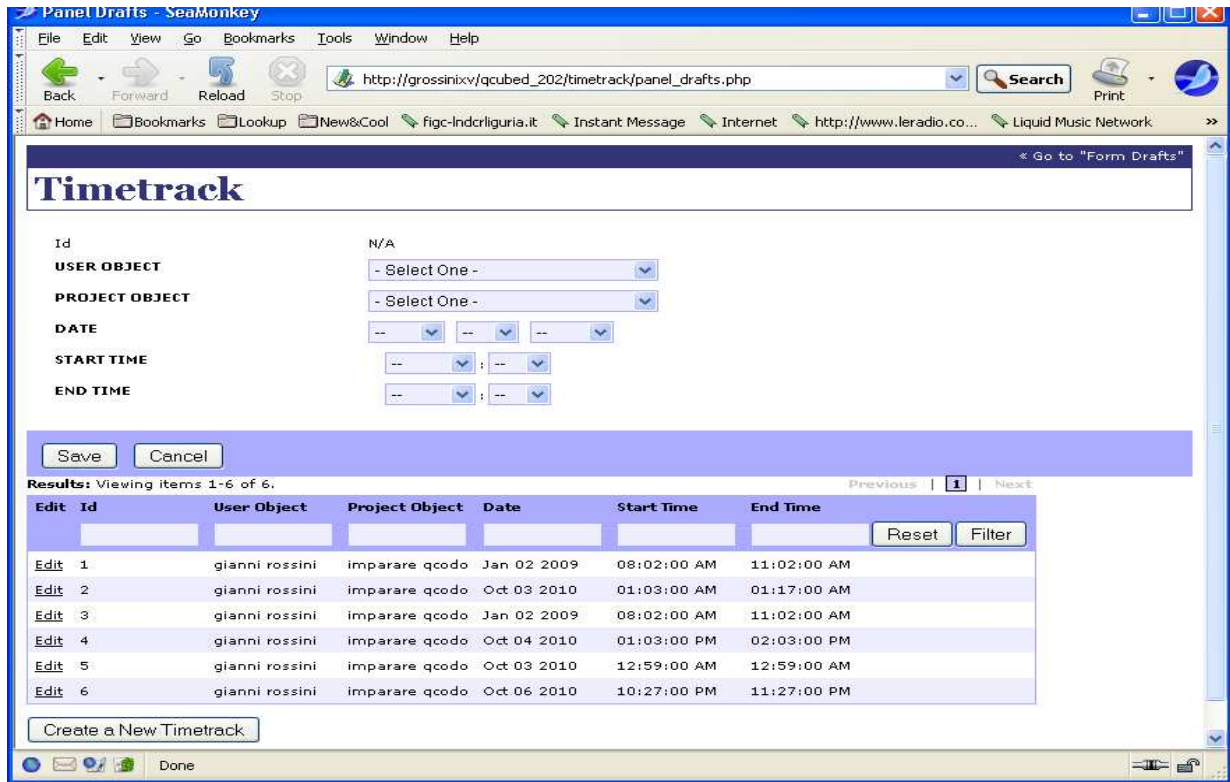 Panel Drafts - SeaMonkey
File Edit View Go Bookmarks Tools Window Help
Back Forward Reload Stop http://grossinixv/qcubed_202/timetrack/panel_drafts.php Search Print
Home Bookmarks Lookup New&Cool figc-lndcrliguria.it Instant Message Internet http://www.leradio.co... Liquid Music Network »
« Go to "Form Drafts"
Timetrack
Id N/A
USER OBJECT - Select One -
PROJECT OBJECT - Select One -
DATE -- -- --
START TIME -- : --
END TIME -- : --
Save Cancel
Results: Viewing items 1-6 of 6. Previous | 1 | Next
Edit Id User Object Project Object Date Start Time End Time
Reset Filter
Edit 1 gianni rossini imparare qcodo Jan 02 2009 08:02:00 AM 11:02:00 AM
Edit 2 gianni rossini imparare qcodo Oct 03 2010 01:03:00 AM 01:17:00 AM
Edit 3 gianni rossini imparare qcodo Jan 02 2009 08:02:00 AM 11:02:00 AM
Edit 4 gianni rossini imparare qcodo Oct 04 2010 01:03:00 PM 02:03:00 PM
Edit 5 gianni rossini imparare qcodo Oct 03 2010 12:59:00 AM 12:59:00 AM
Edit 6 gianni rossini imparare qcodo Oct 06 2010 10:27:00 PM 11:27:00 PM
Create a New Timetrack
Done